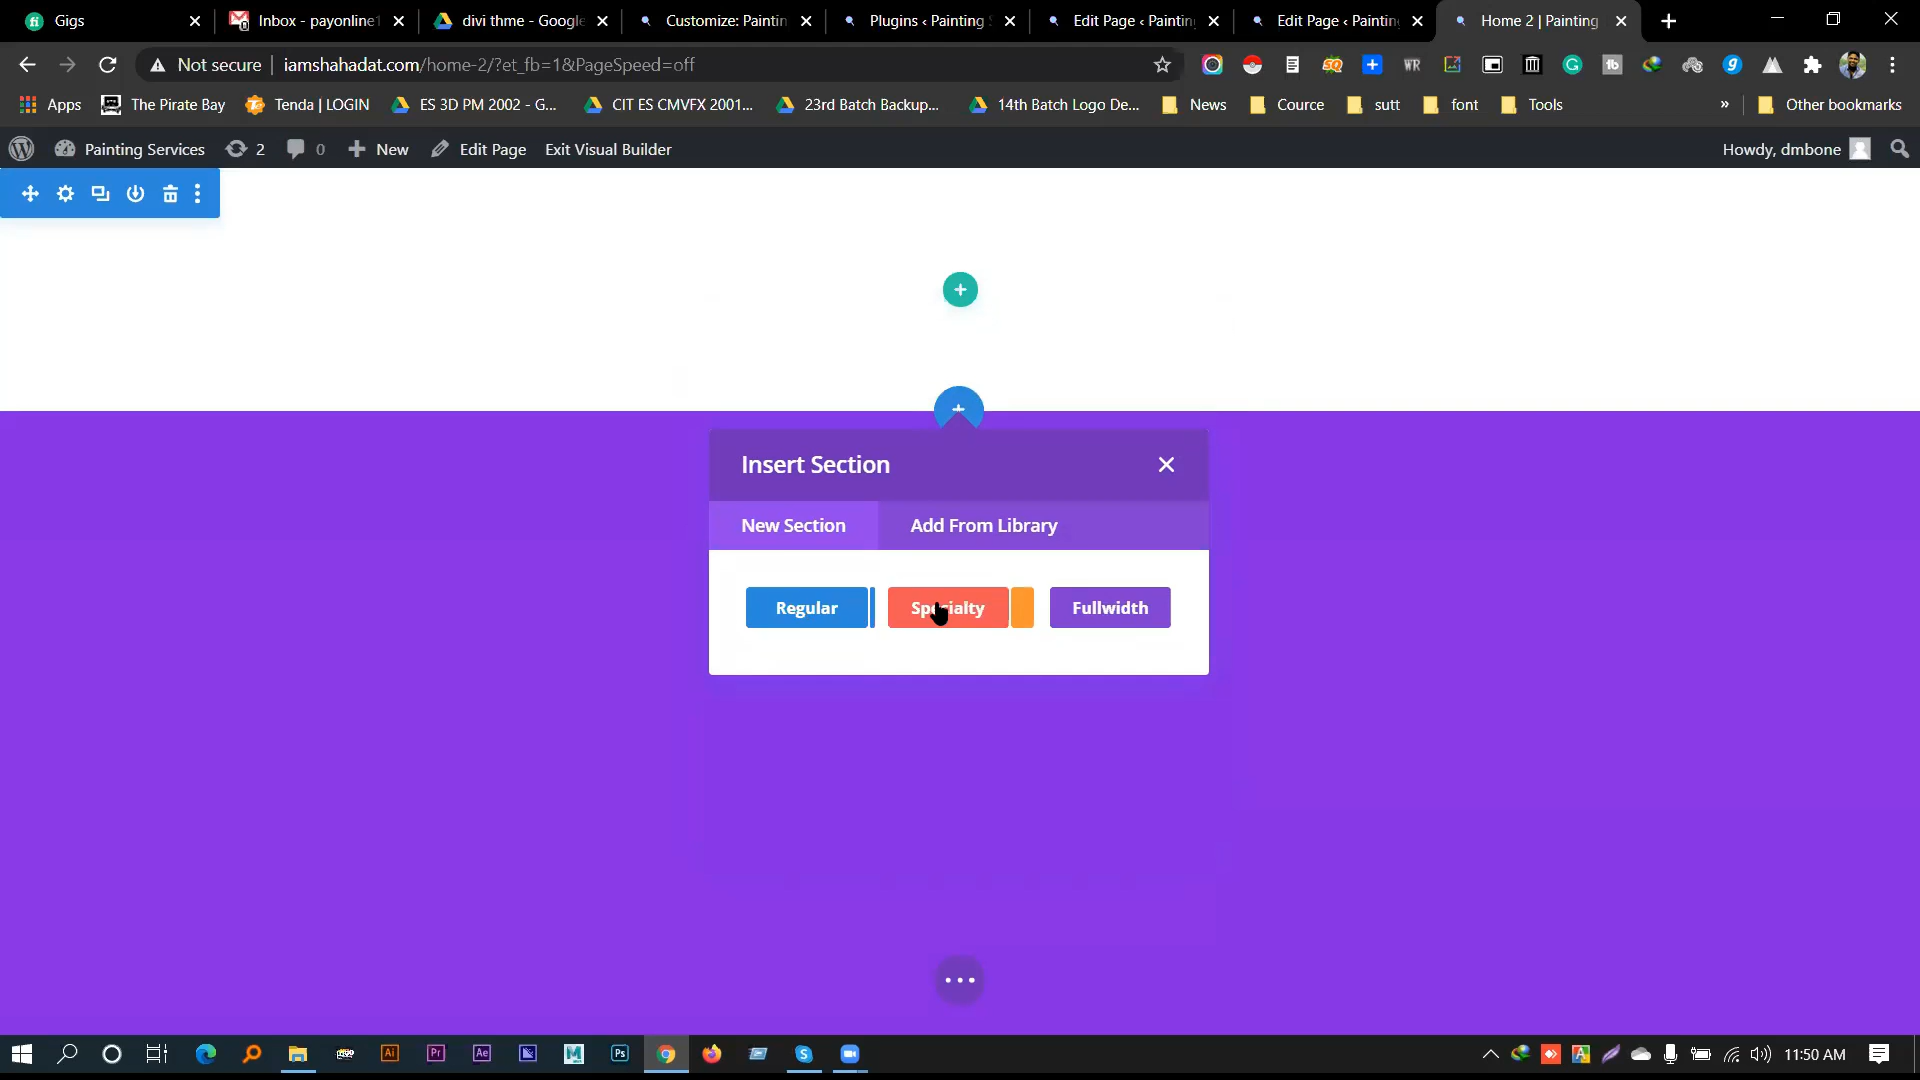 Gigs
Inbox - payonline1
divi thme - Google
Customize: Paintin
Plugins ‹ Painting S
Edit Page ‹ Paintin
Edit Page ‹ Paintin
Home 2 | Painting
Not secure
iamshahadat.com/home-2/?et_fb=1&PageSpeed=off
Apps
The Pirate Bay
Tenda | LOGIN
ES 3D PM 2002 - G...
CIT ES CMVFX 2001...
23rd Batch Backup...
14th Batch Logo De...
News
Cource
sutt
font
Tools
»
Other bookmarks
Painting Services
2
0
New
Edit Page
Exit Visual Builder
Howdy, dmbone
Insert Section
New Section
Add From Library
Regular
Specialty
Fullwidth
11:50 AM